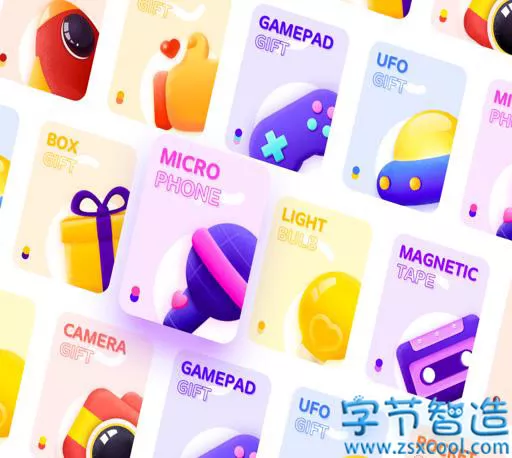 GAMEPAD
GIFT
UFO
GIFT
BOX
GIFT
MICRO
PHONE
LIGHT
BULB
MAGNETIC
TAPE
CAMERA
GIFT
GAMEPAD
GIFT
UFO
GIFT
字节智造
www.zsxcool.com